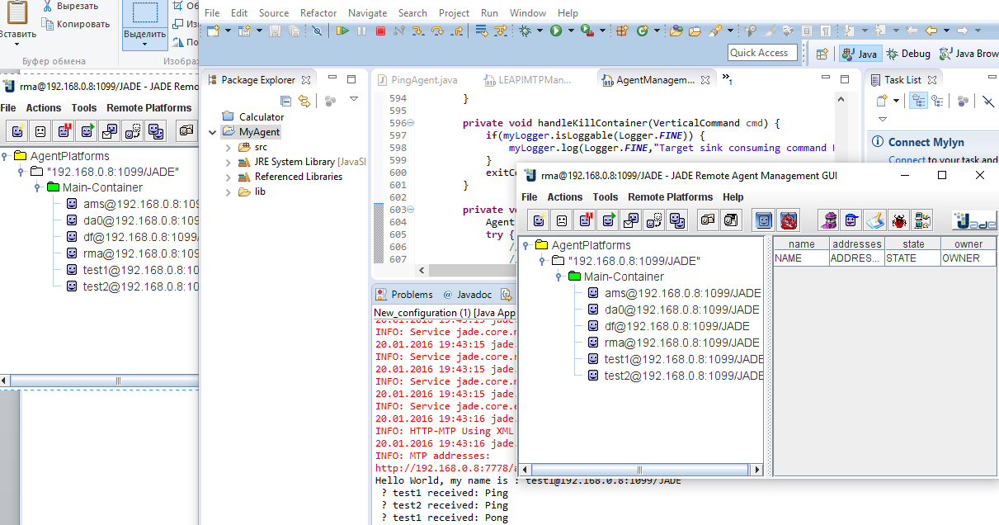 Вырезать
Копировать
Вставить
Буфер обмена
Выделить
Изображ
rma@192.168.0.8:1099/JADE - JADE Remo
File Actions Tools Remote Platforms
AgentPlatforms
"192.168.0.8:1099/JADE"
Main-Container
ams@192.168.0.8:109
da0@192.168.0.8:109
df@192.168.0.8:1099/
rma@192.168.0.8:109
test1@192.168.0.8:10
test2@192.168.0.8:10
File Edit Source Refactor Navigate Search Project Run Window Help
Quick Access
Java
Debug
Java Brow
Package Explorer
Calculator
MyAgent
src
JRE System Library [JavaS
Referenced Libraries
lib
PingAgent.java
LEAPIMTPMan...
AgentManagem...
1
594 }
595
596 private void handleKillContainer(VerticalCommand cmd) {
597 if(myLogger.isLoggable(Logger.FINE)) {
598 myLogger.log(Logger.FINE,"Target sink consuming command
599 }
600 exitCo
601 }
602
603 private vo
604 Agent
605 try {
606 //
607 //
Task List
Connect Mylyn
Connect to your task and
Problems
Javadoc
New_configuration (1) [Java App
20.01.2016 19:43:15 jade.
INFO: Service jade.core.m
20.01.2016 19:43:15 jade.
INFO: Service jade.core.m
20.01.2016 19:43:15 jade.
INFO: Service jade.core.m
20.01.2016 19:43:15 jade.
INFO: Service jade.core.e
20.01.2016 19:43:16 jade.
INFO: HTTP-MTP Using XML
20.01.2016 19:43:16 jade.
INFO: MTP addresses:
http://192.168.0.8:7778/a
Hello World, my name is : test1@192.168.0.8:1099/JADE
? test1 received: Ping
? test2 received: Ping
? test1 received: Pong
rma@192.168.0.8:1099/JADE - JADE Remote Agent Management GUI
File Actions Tools Remote Platforms Help
Jade
AgentPlatforms
"192.168.0.8:1099/JADE"
Main-Container
ams@192.168.0.8:1099/JADE
da0@192.168.0.8:1099/JADE
df@192.168.0.8:1099/JADE
rma@192.168.0.8:1099/JADE
test1@192.168.0.8:1099/JADE
test2@192.168.0.8:1099/JADE
name addresses state owner
NAME ADDRES... STATE OWNER